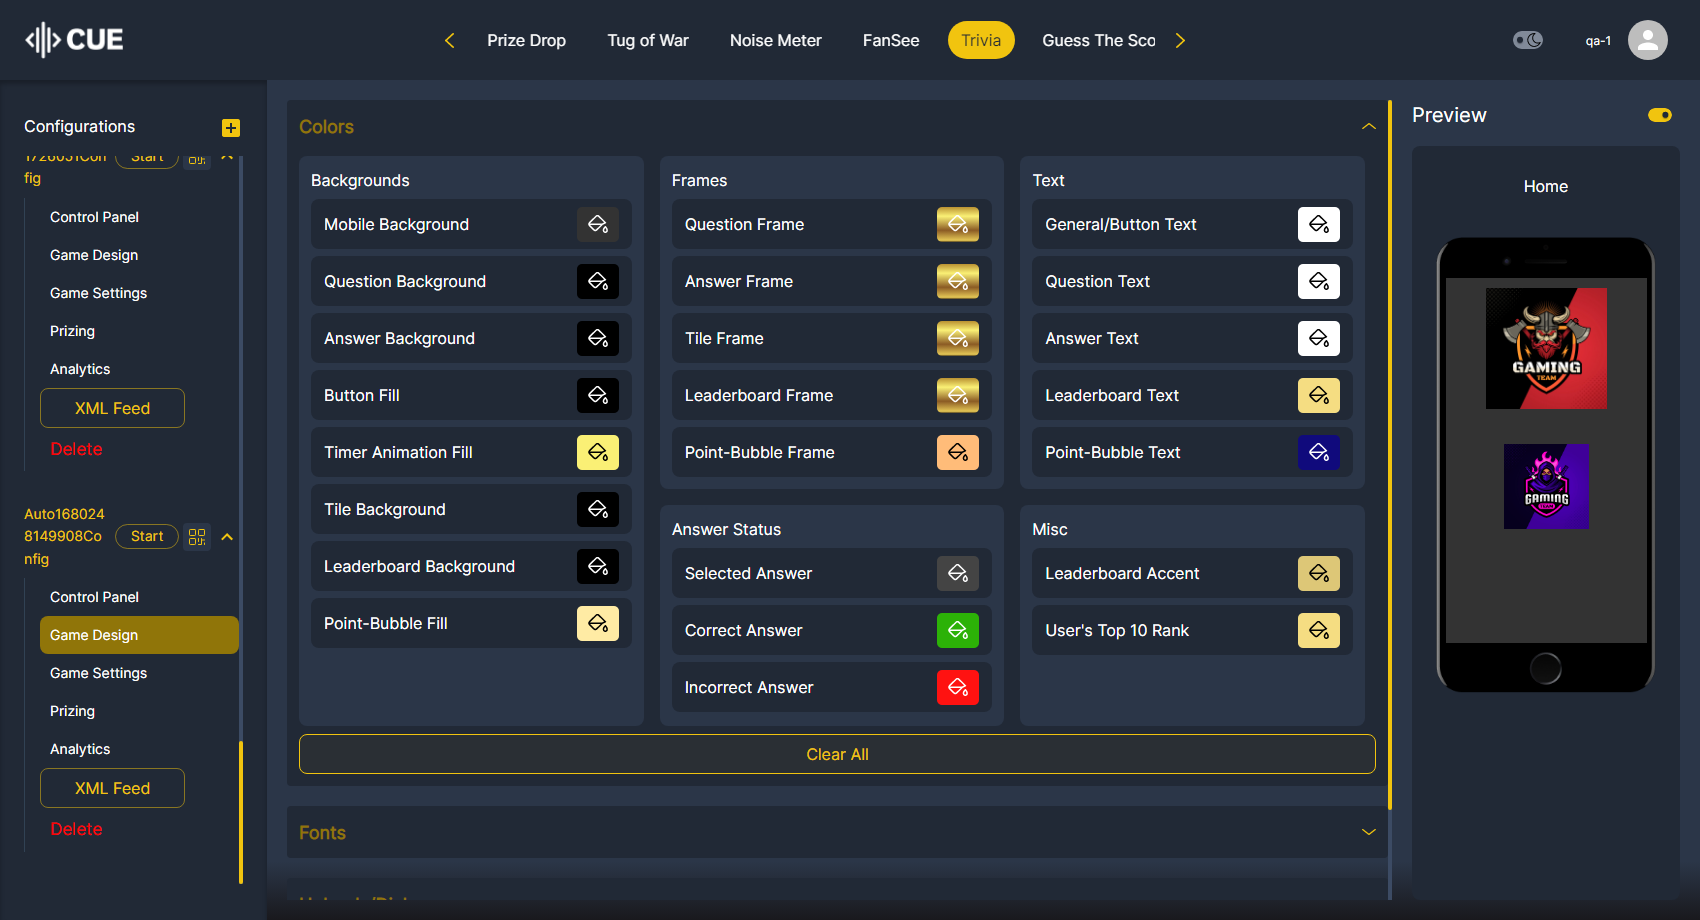 CUE
Prize Drop
Tug of War
Noise Meter
FanSee
Trivia
Guess The Sco
qa-1
Configurations
Start
fig
Control Panel
Game Design
Game Settings
Prizing
Analytics
XML Feed
Delete
Auto168024
8149908Co
nfig
Start
Control Panel
Game Design
Game Settings
Prizing
Analytics
XML Feed
Delete
Colors
Backgrounds
Mobile Background
Question Background
Answer Background
Button Fill
Timer Animation Fill
Tile Background
Leaderboard Background
Point-Bubble Fill
Frames
Question Frame
Answer Frame
Tile Frame
Leaderboard Frame
Point-Bubble Frame
Text
General/Button Text
Question Text
Answer Text
Leaderboard Text
Point-Bubble Text
Answer Status
Selected Answer
Correct Answer
Incorrect Answer
Misc
Leaderboard Accent
User's Top 10 Rank
Clear All
Fonts
Preview
Home
GAMING
TEAM
GAMING
TEAM